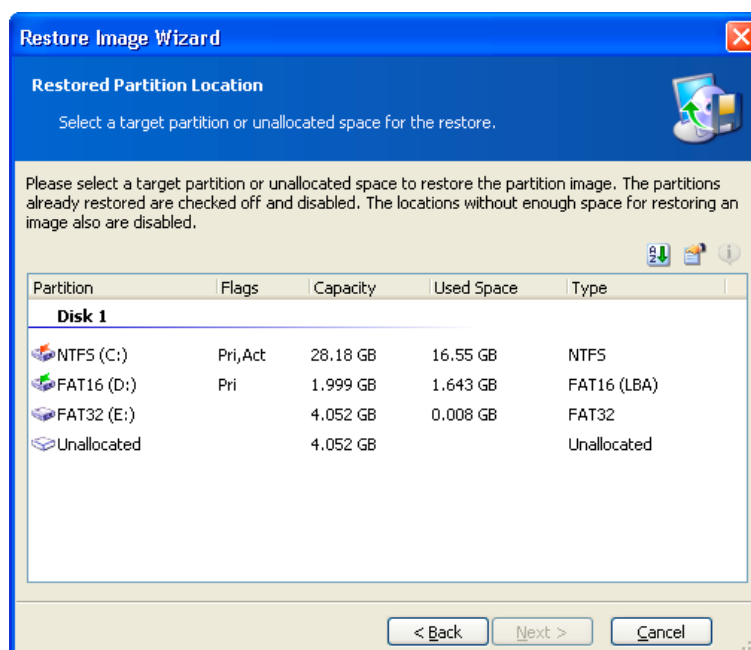 Restore Image Wizard
Restored Partition Location
Select a target partition or unallocated space for the restore.
Please select a target partition or unallocated space to restore the partition image. The partitions
already restored are checked off and disabled. The locations without enough space for restoring an
image also are disabled.
Partition Flags Capacity Used Space Type
Disk 1
NTFS (C:) Pri,Act 28.18 GB 16.55 GB NTFS
FAT16 (D:) Pri 1.999 GB 1.643 GB FAT16 (LBA)
FAT32 (E:) 4.052 GB 0.008 GB FAT32
Unallocated 4.052 GB Unallocated
< Back Next > Cancel